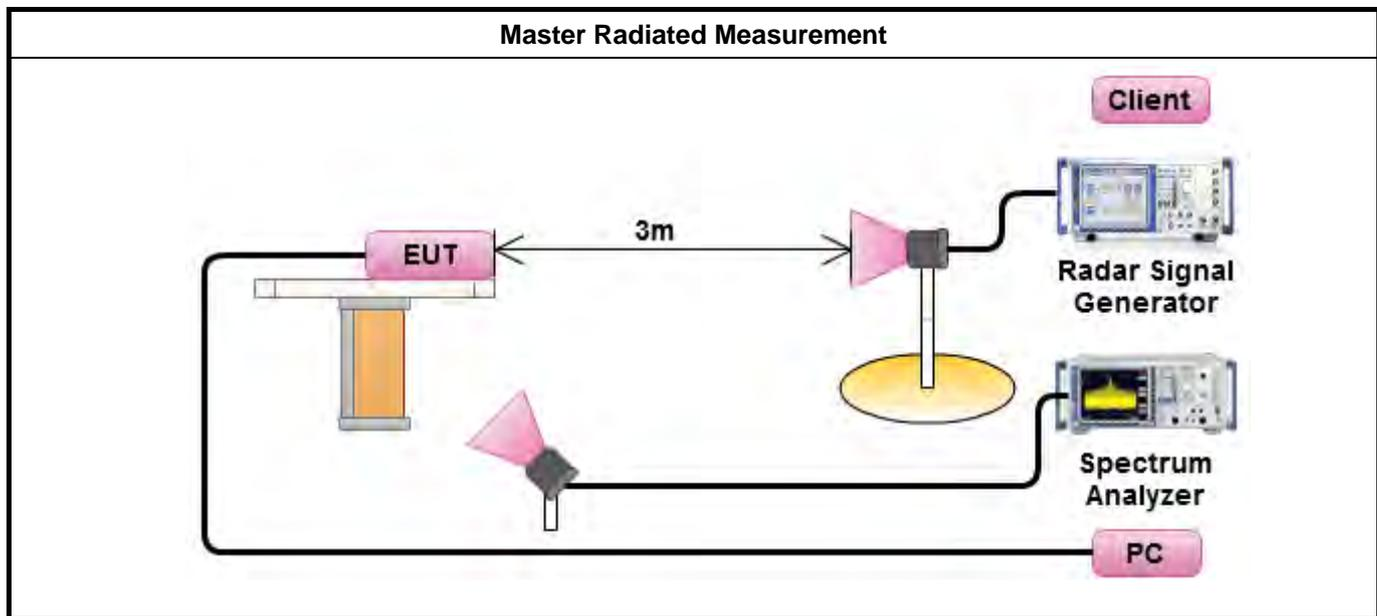 Master Radiated Measurement
Client
EUT
3m
Radar Signal
Generator
Spectrum
Analyzer
PC